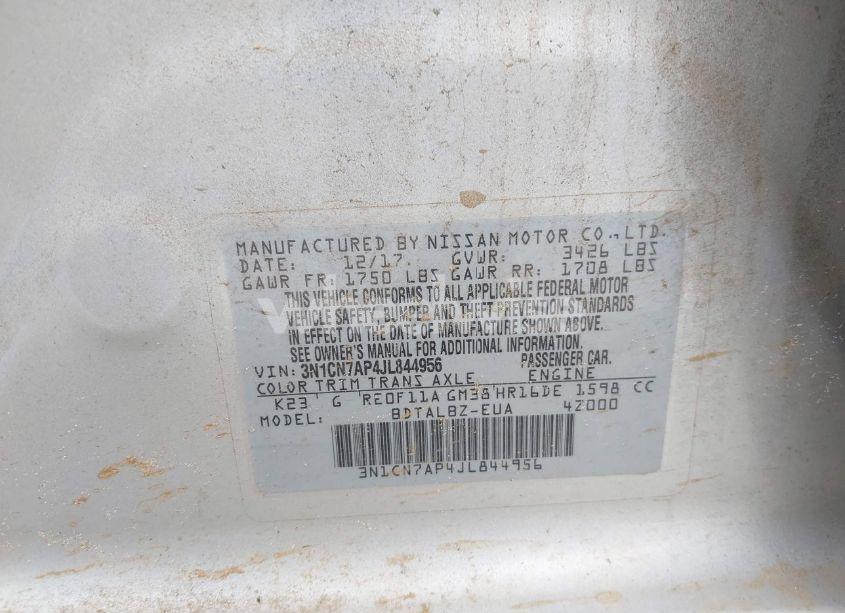 MANUFACTURED BY NISSAN MOTOR CO.,LTD.
DATE: 12/17. GVWR: 3426 LBS
GAWR FR: 1750 LBS GAWR RR: 1708 LBS
THIS VEHICLE CONFORMS TO ALL APPLICABLE FEDERAL MOTOR
VEHICLE SAFETY, BUMPER AND THEFT PREVENTION STANDARDS
IN EFFECT ON THE DATE OF MANUFACTURE SHOWN ABOVE.
SEE OWNER'S MANUAL FOR ADDITIONAL INFORMATION.
VIN: 3N1CN7AP4JL844956 PASSENGER CAR.
COLOR TRIM TRANS AXLE ENGINE
K23 G RE0F11A GM38 HR16DE 1598 CC
MODEL: BDTALBZ-EUA 42000
3N1CN7AP4JL844956